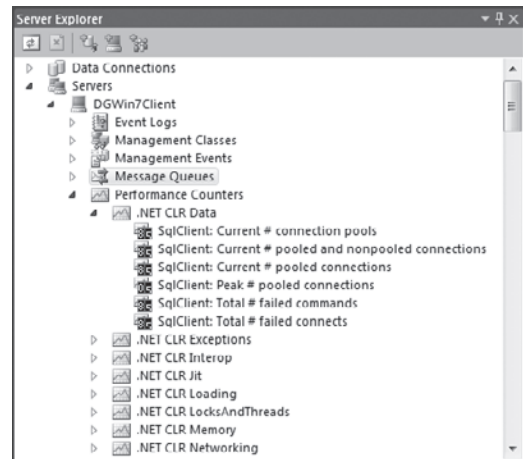 Server Explorer
Data Connections
Servers
DGWin7Client
Event Logs
Management Classes
Management Events
Message Queues
Performance Counters
.NET CLR Data
SqlClient: Current # connection pools
SqlClient: Current # pooled and nonpooled connections
SqlClient: Current # pooled connections
SqlClient: Peak # pooled connections
SqlClient: Total # failed commands
SqlClient: Total # failed connects
.NET CLR Exceptions
.NET CLR Interop
.NET CLR Jit
.NET CLR Loading
.NET CLR LocksAndThreads
.NET CLR Memory
.NET CLR Networking